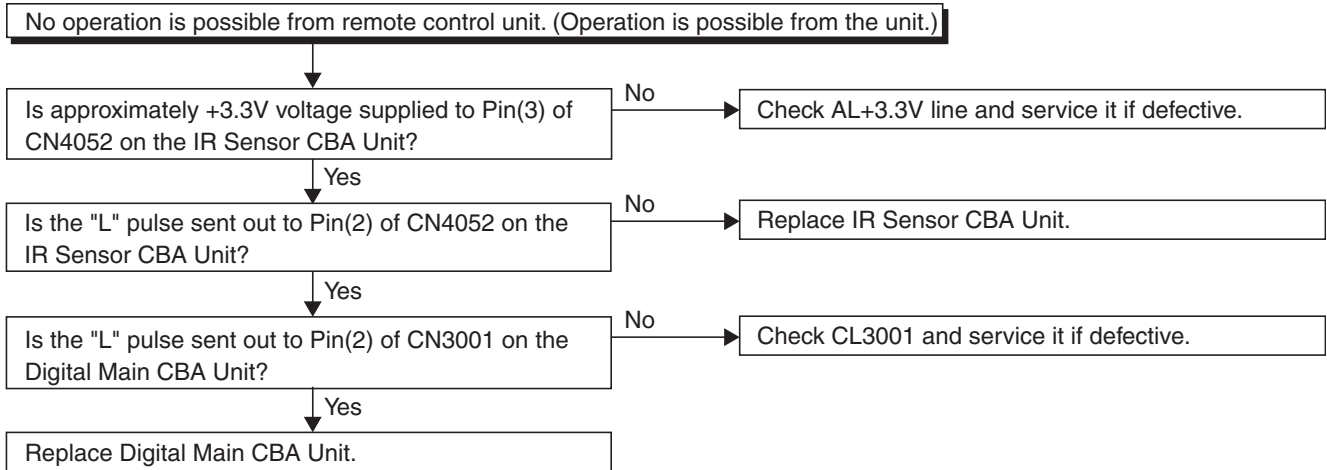 No operation is possible from remote control unit. (Operation is possible from the unit.)
Is approximately +3.3V voltage supplied to Pin(3) of
CN4052 on the IR Sensor CBA Unit?
No
Check AL+3.3V line and service it if defective.
Yes
Is the "L" pulse sent out to Pin(2) of CN4052 on the
IR Sensor CBA Unit?
No
Replace IR Sensor CBA Unit.
Yes
Is the "L" pulse sent out to Pin(2) of CN3001 on the
Digital Main CBA Unit?
No
Check CL3001 and service it if defective.
Yes
Replace Digital Main CBA Unit.